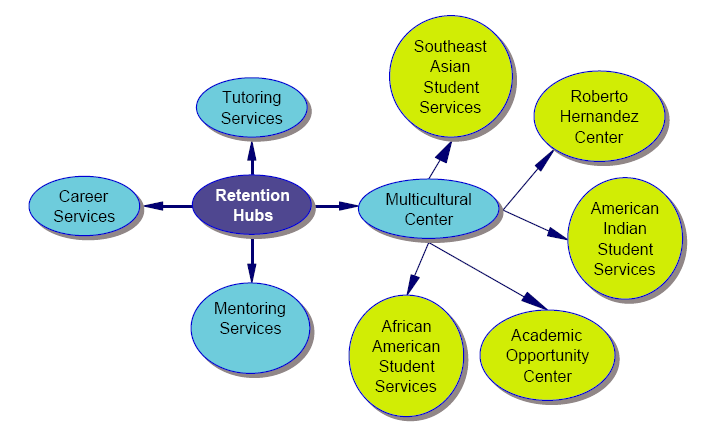 Southeast
Asian
Student
Services
Tutoring
Services
Roberto
Hernandez
Center
Career
Services
Retention
Hubs
Multicultural
Center
American
Indian
Student
Services
Mentoring
Services
African
American
Student
Services
Academic
Opportunity
Center